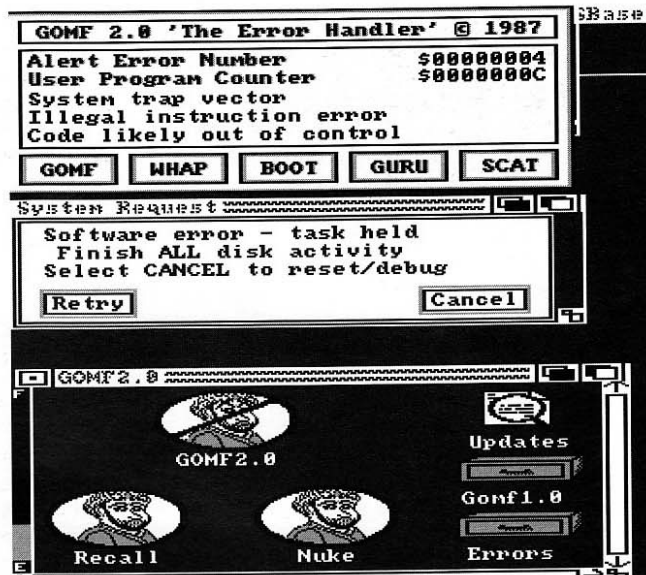 GOMF 2.0 'The Error Handler' © 1987
Base
Alert Error Number $00000004
User Program Counter $0000000C
System trap vector
Illegal instruction error
Code likely out of control
GOMF WHAP BOOT GURU SCAT
System Request
Software error - task held
Finish ALL disk activity
Select CANCEL to reset/debug
Retry Cancel
GOMF2.0
F
GOMF2.0
Updates
Gomf1.0
Recall Nuke Errors
E